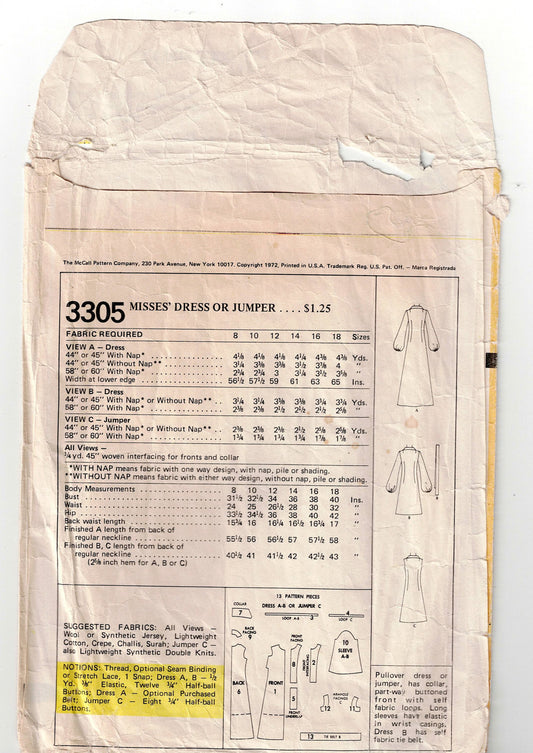 The McCall Pattern Company, 230 Park Avenue, New York 10017. Copyright 1972, Printed in U.S.A. Trademark Reg. U.S. Pat. Off. — Marca Registrada
3305 MISSES' DRESS OR JUMPER .... $1.25
FABRIC REQUIRED 8 10 12 14 16 18 Sizes
VIEW A – Dress
44" or 45" With Nap* 4⅛ 4⅛ 4⅛ 4¼ 4⅜ 4⅜ Yds.
44" or 45" Without Nap** 3¼ 3⅜ 3⅜ 3½ 3⅝ 4 "
58" or 60" With Nap* 2¾ 2¾ 3 3¼ 3½ 3⅝ "
Width at lower edge 56½ 57½ 59 61 63 65 Ins.
VIEW B – Dress
44" or 45" With Nap* or Without Nap** 3¼ 3¼ 3⅜ 3⅜ 3¾ 3¾ Yds.
58" or 60" With Nap* 2⅜ 2⅜ 2½ 2½ 2⅝ 2⅝ "
VIEW C – Jumper
44" or 45" With Nap* or Without Nap** 2⅜ 2⅜ 2⅝ 2⅝ 2⅝ 2⅝ Yds.
58" or 60" With Nap* 1¾ 1¾ 1¾ 1¾ 1⅞ 1⅞ "
All Views –
¼ yd. 45" woven interfacing for fronts and collar
*WITH NAP means fabric with one way design, with nap, pile or shading.
**WITHOUT NAP means fabric with either way design, without nap, pile or shading.
Body Measurements 8 10 12 14 16 18
Bust 31½ 32½ 34 36 38 40 Ins.
Waist 24 25 26½ 28 30 32 "
Hip 33½ 34½ 36 38 40 42 "
Back waist length 15¾ 16 16¼ 16½ 16¾ 17 "
Finished A length from back of
regular neckline 55½ 56 56½ 57 57½ 58 "
Finished B, C length from back of
regular neckline 40½ 41 41½ 42 42½ 43 "
(2⅝ inch hem for A, B or C)
A
B
C
SUGGESTED FABRICS: All Views –
Wool or Synthetic Jersey, Lightweight
Cotton, Crepe, Challis, Surah; Jumper C –
also Lightweight Synthetic Double Knits.
NOTIONS: Thread, Optional Seam Binding
or Stretch Lace, 1 Snap; Dress A, B – ½
Yd. ⅜" Elastic, Twelve ¾" Half-ball
Buttons; Dress A – Optional Purchased
Belt; Jumper C – Eight ¾" Half-ball
Buttons.
13 PATTERN PIECES
DRESS A-B OR JUMPER C
COLLAR
7
LOOP A-B 3
4
LOOP C
BACK
FACING
9
FACING
FRONT
8
5
FRONT
FACING
2
10
SLEEVE
A-B
BACK
6
FRONT
1
FRONT
UNDERLAP
ARMHOLE
FACINGS
12 11
13 TIE BELT B
Pullover dress or
jumper, has collar,
part-way buttoned
front with self
fabric loops. Long
sleeves have elastic
in wrist casings.
Dress B has self
fabric tie belt.